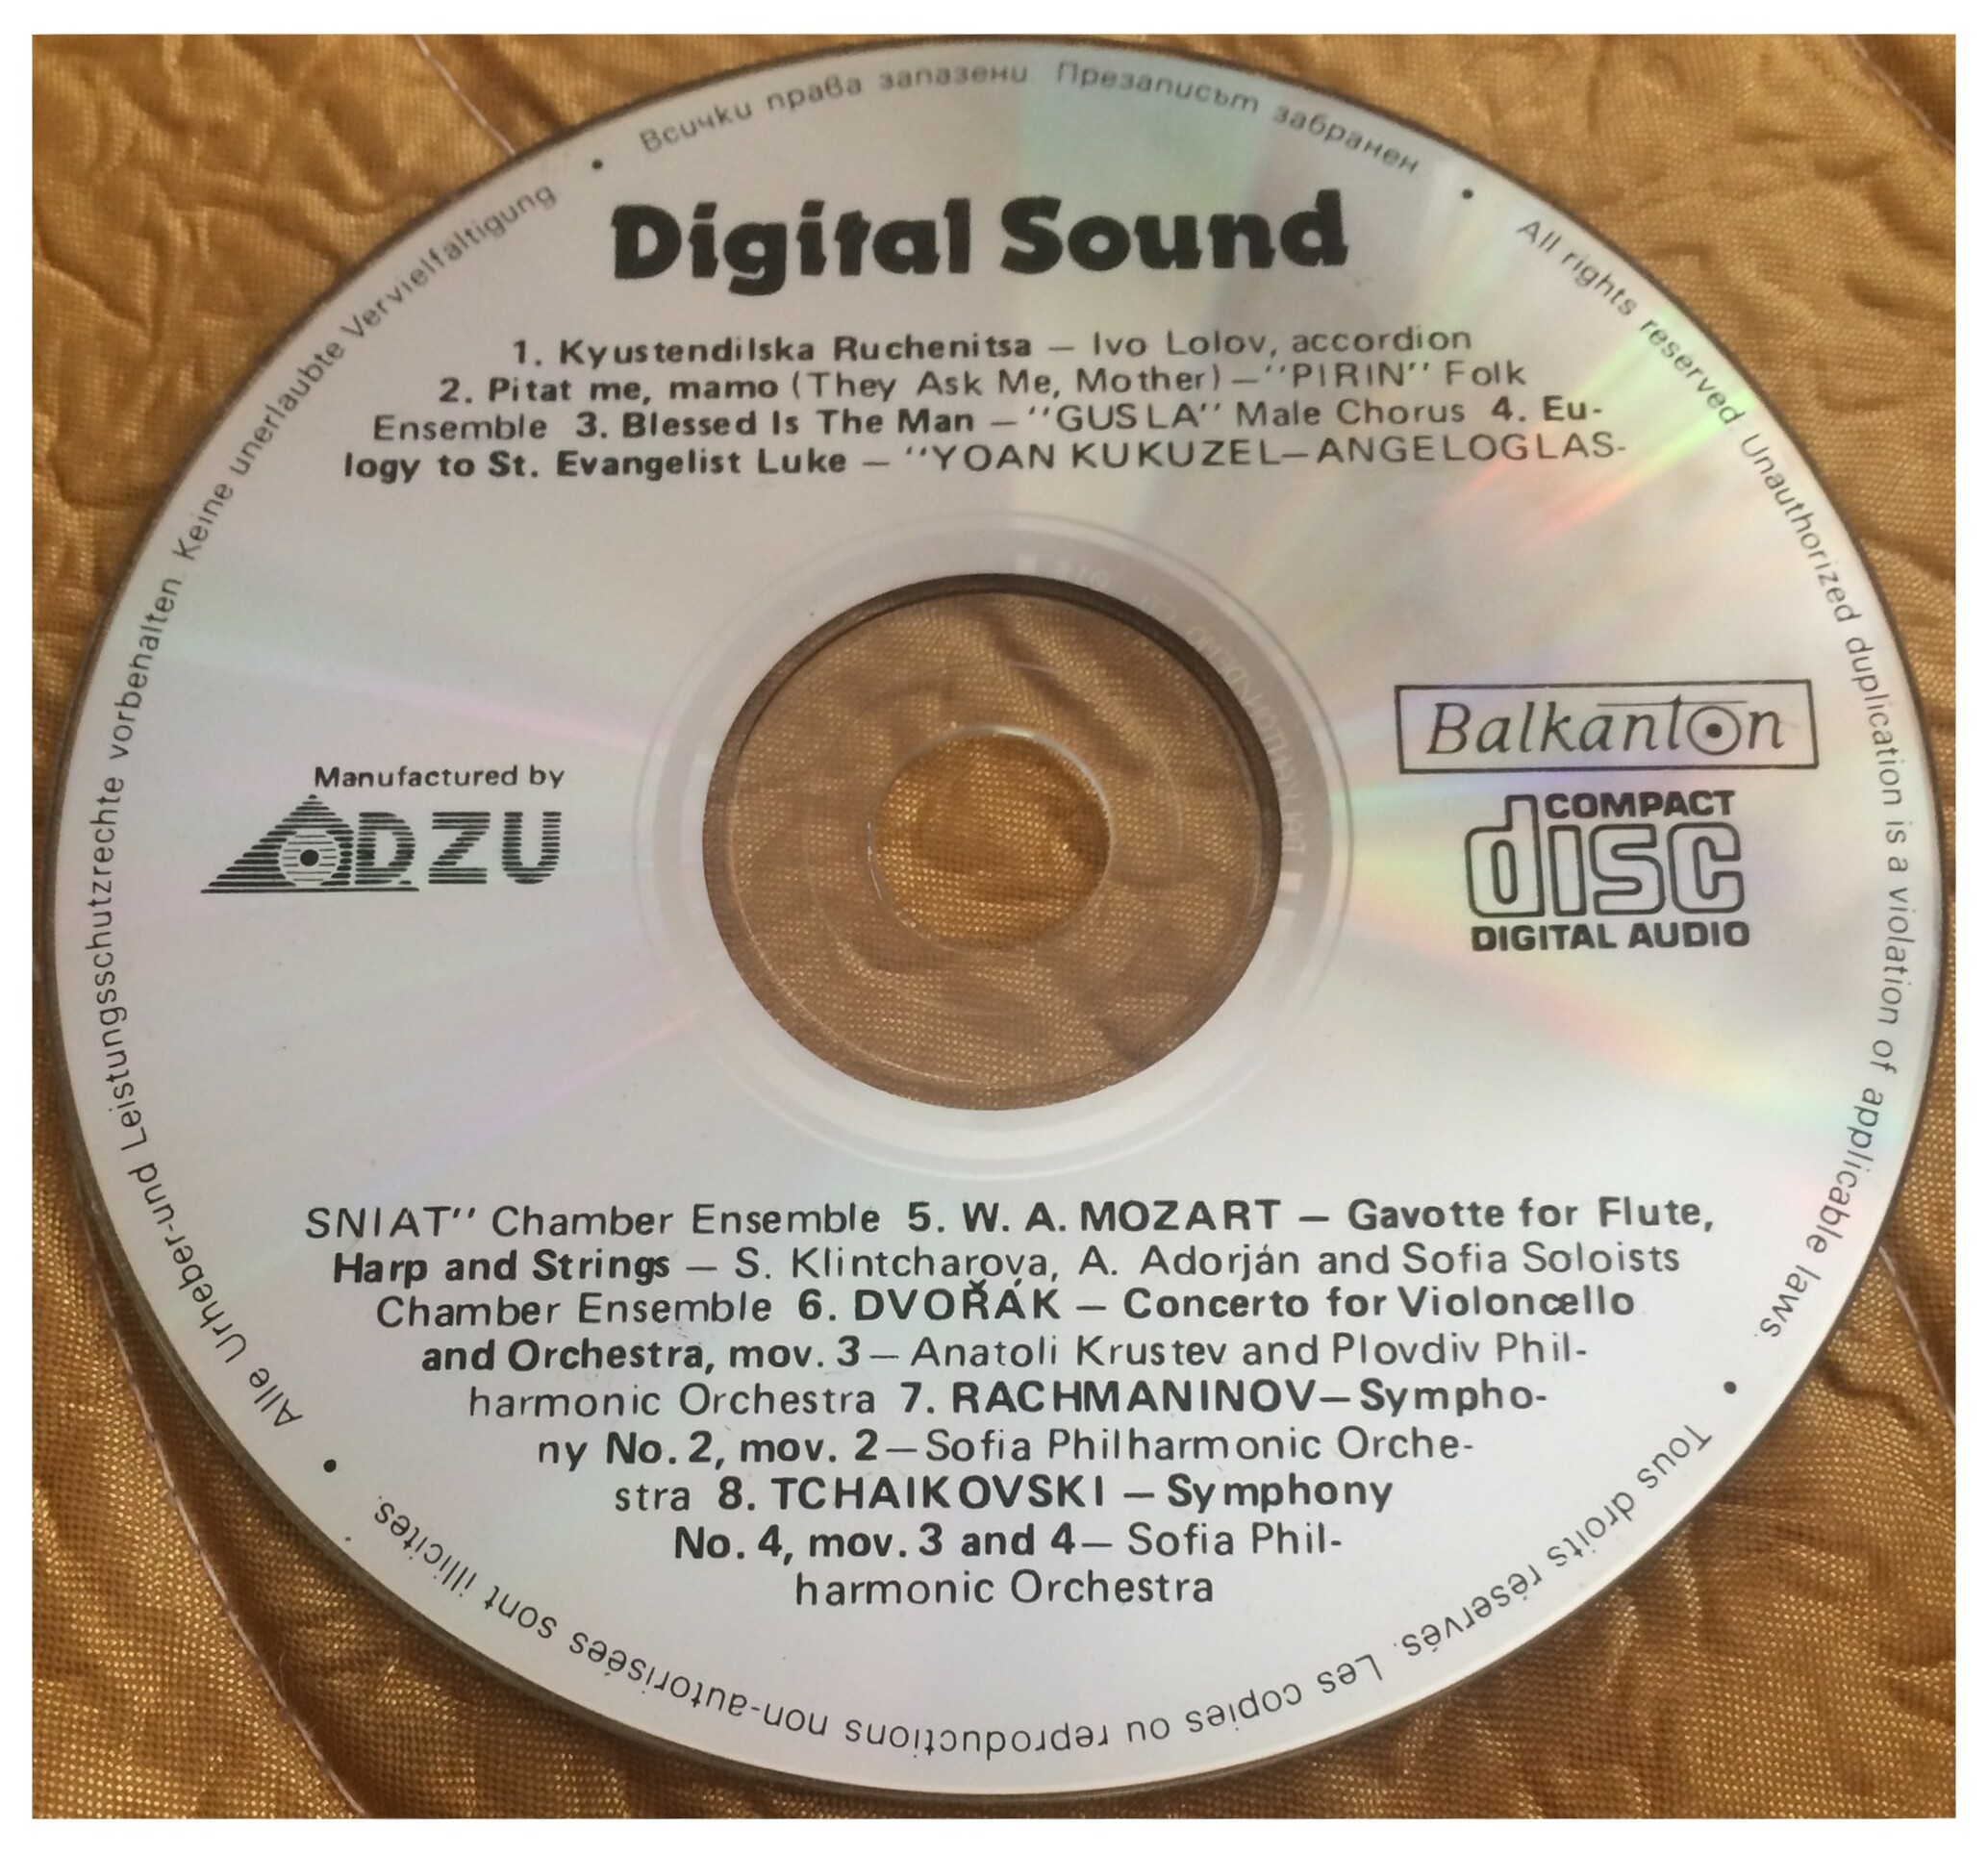 Всички права запазени. Презаписът забранен
•
All rights reserved. Unauthorized duplication is a violation of applicable laws.
•
Tous droits réservés. Les copies ou reproductions non-autorisées sont illicites.
•
Alle Urheber-und Leistungsschutzrechte vorbehalten. Keine unerlaubte Vervielfältigung
•
Digital Sound
1. Kyustendilska Ruchenitsa – Ivo Lolov, accordion
2. Pitat me, mamo (They Ask Me, Mother) –''PIRIN'' Folk
Ensemble 3. Blessed Is The Man – ''GUSLA'' Male Chorus 4. Eu-
logy to St. Evangelist Luke – ''YOAN KUKUZEL–ANGELOGLAS-
Manufactured by
DZU
Balkanton
COMPACT
disc
DIGITAL AUDIO
SNIAT'' Chamber Ensemble 5. W. A. MOZART – Gavotte for Flute,
Harp and Strings – S. Klintcharova, A. Adorján and Sofia Soloists
Chamber Ensemble 6. DVOŘÁK – Concerto for Violoncello
and Orchestra, mov. 3 – Anatoli Krustev and Plovdiv Phil-
harmonic Orchestra 7. RACHMANINOV– Sympho-
ny No. 2, mov. 2 – Sofia Philharmonic Orche-
stra 8. TCHAIKOVSKI – Symphony
No. 4, mov. 3 and 4 – Sofia Phil-
harmonic Orchestra